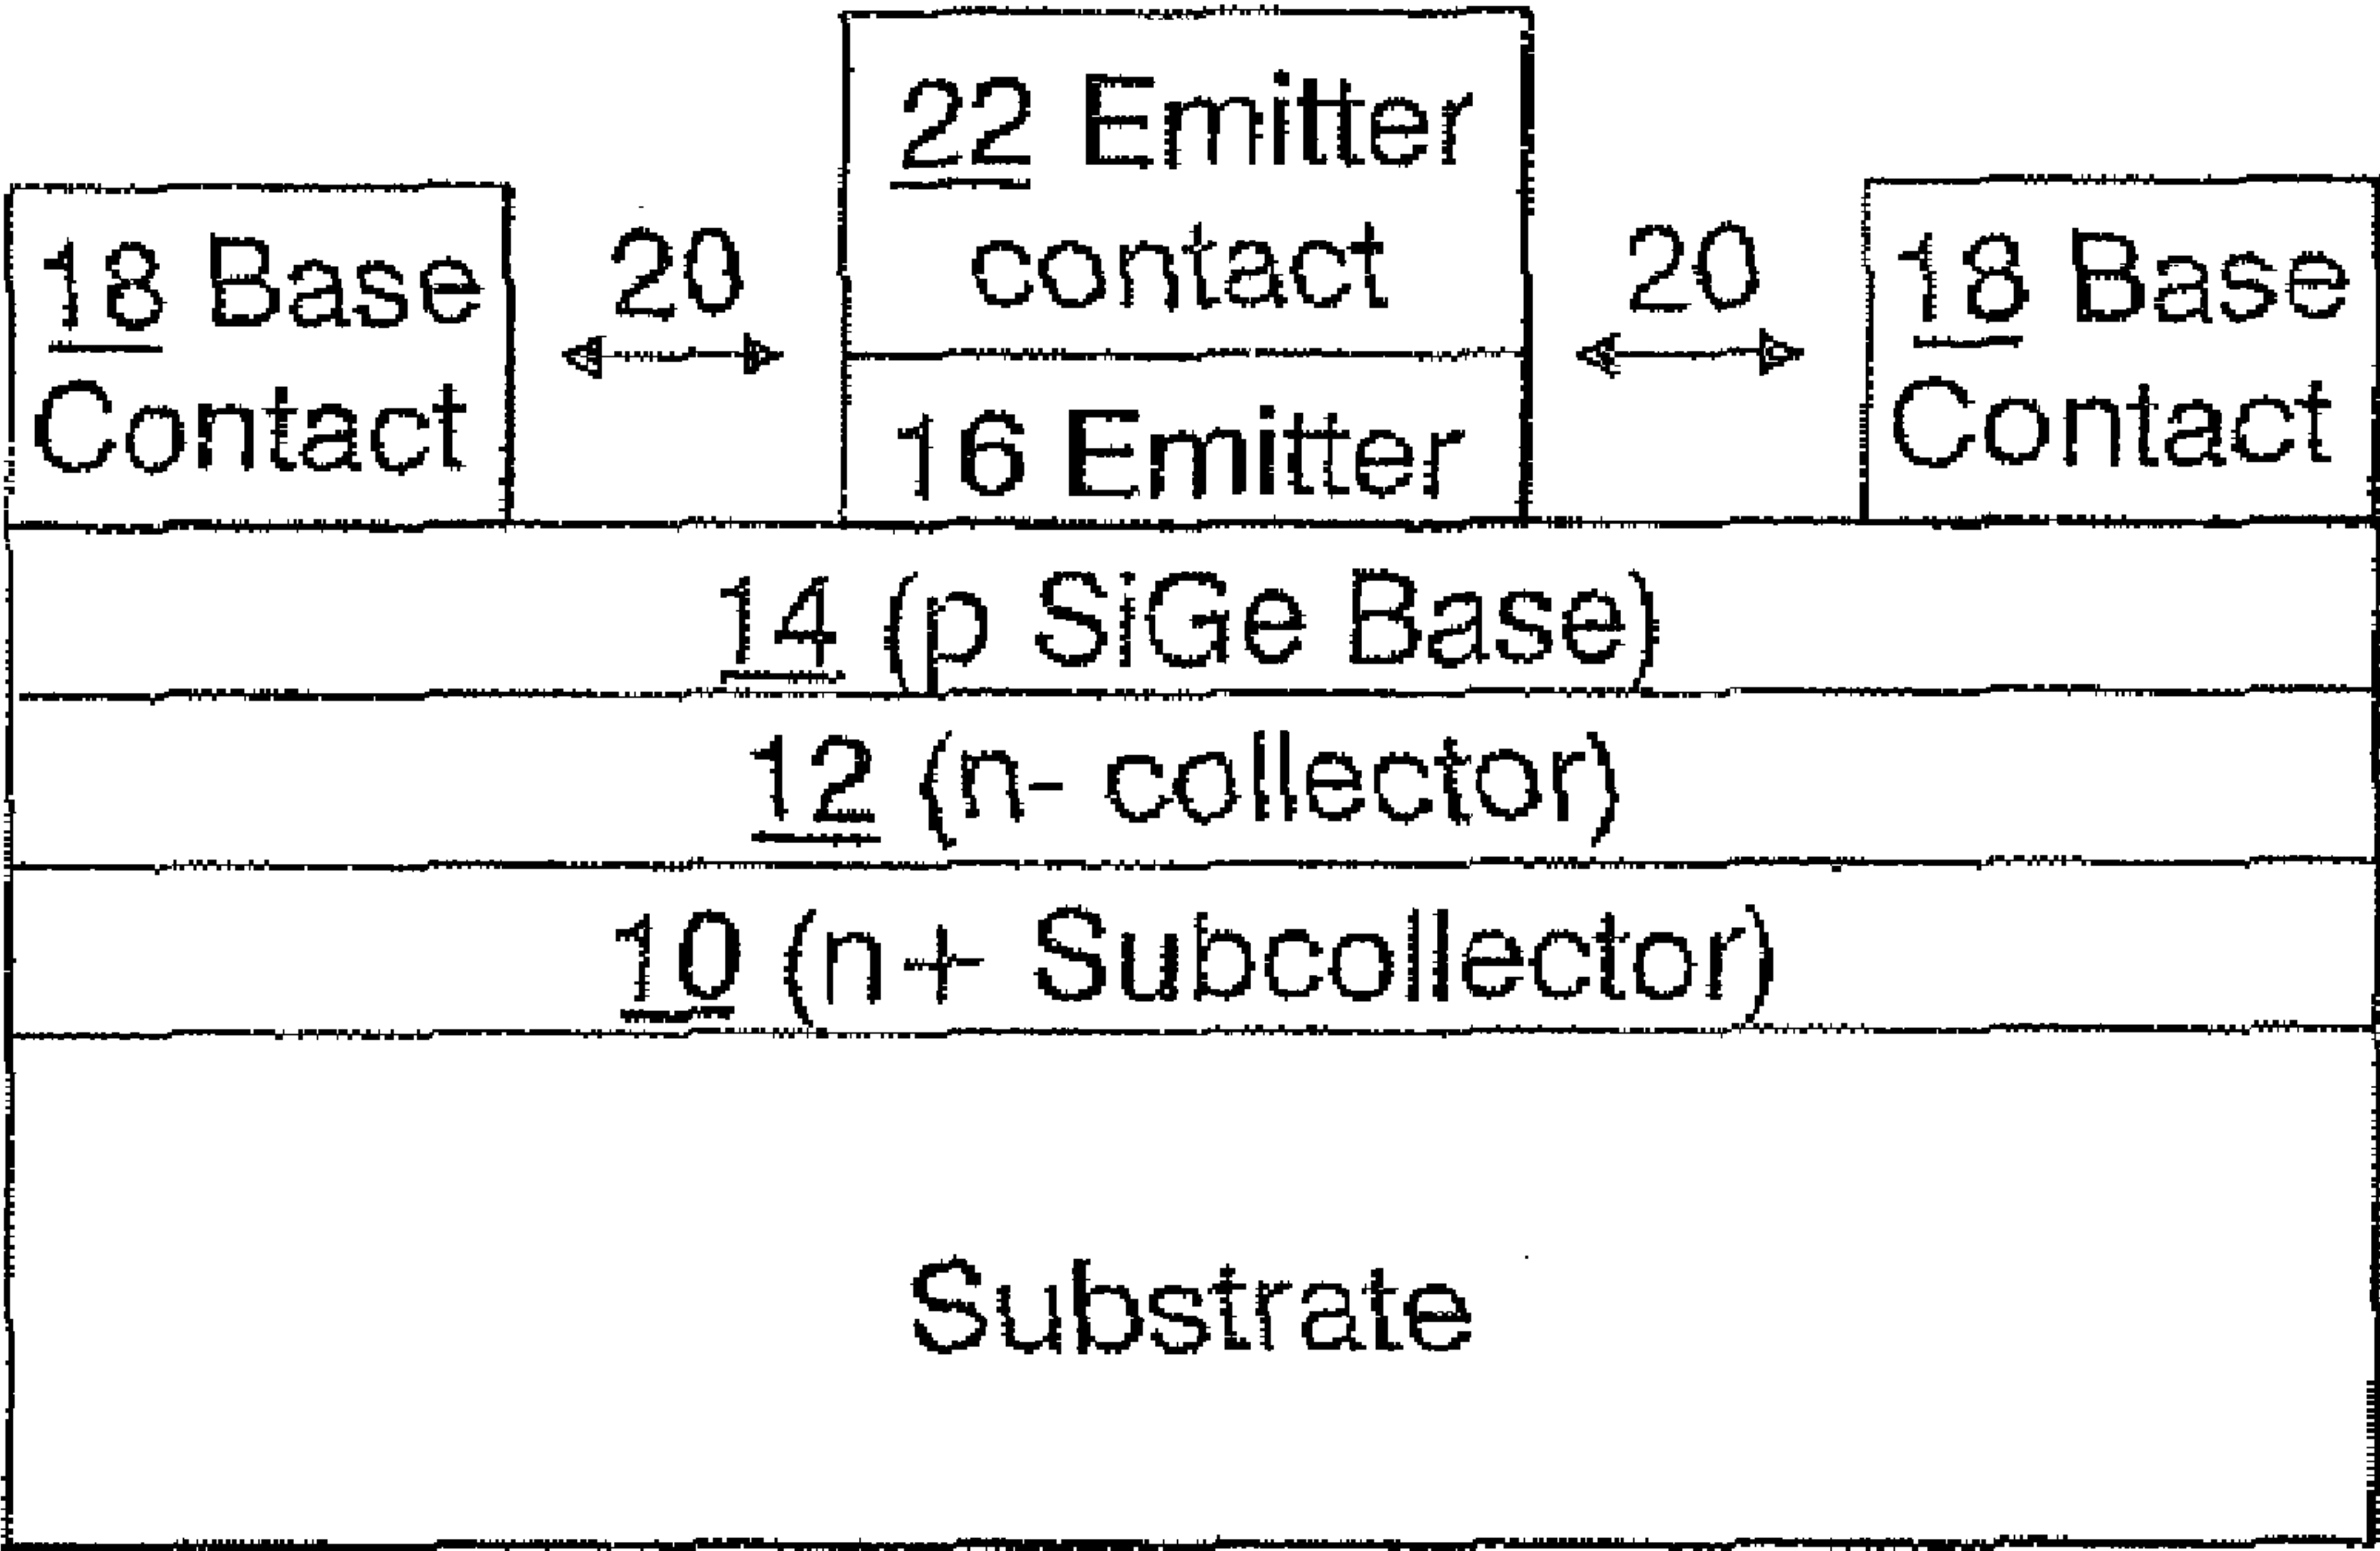 22 Emitter
contact
18 Base
Contact
20
20
18 Base
Contact
16 Emitter
14 (p SiGe Base)
12 (n- collector)
10 (n+ Subcollector)
Substrate